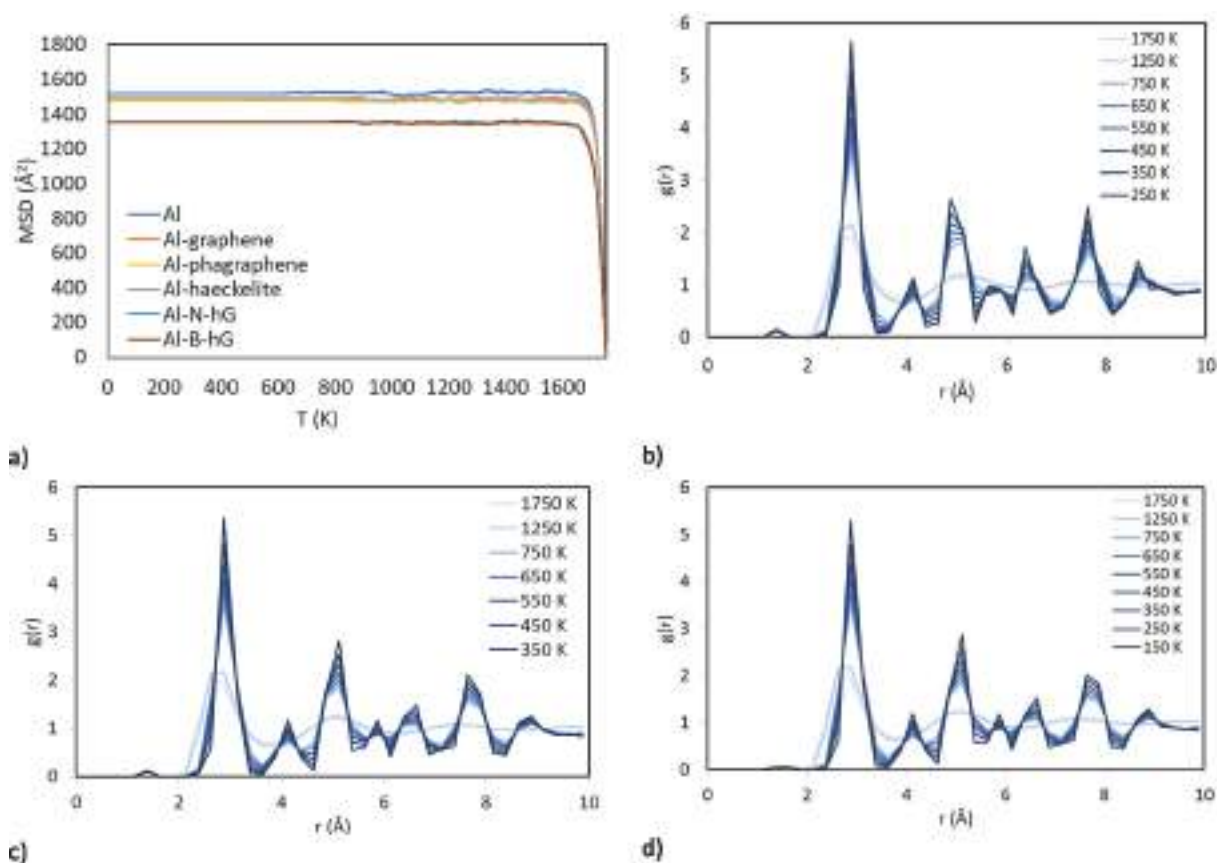 1800
1600
1400
1200
1000
800
600
400
200
0
MSD (Å²)
Al
Al-graphene
Al-phagraphene
Al-haeckelite
Al-N-hG
Al-B-hG
0 200 400 600 800 1000 1200 1400 1600
T (K)
a)
6
5
4
3
2
1
0
g(r)
1750 K
1250 K
750 K
650 K
550 K
450 K
350 K
250 K
0 2 4 6 8 10
r (Å)
b)
6
5
4
3
2
1
0
g(r)
1750 K
1250 K
750 K
650 K
550 K
450 K
350 K
0 2 4 6 8 10
r (Å)
c)
6
5
4
3
2
1
0
g(r)
1750 K
1250 K
750 K
650 K
550 K
450 K
350 K
250 K
150 K
0 2 4 6 8 10
r (Å)
d)